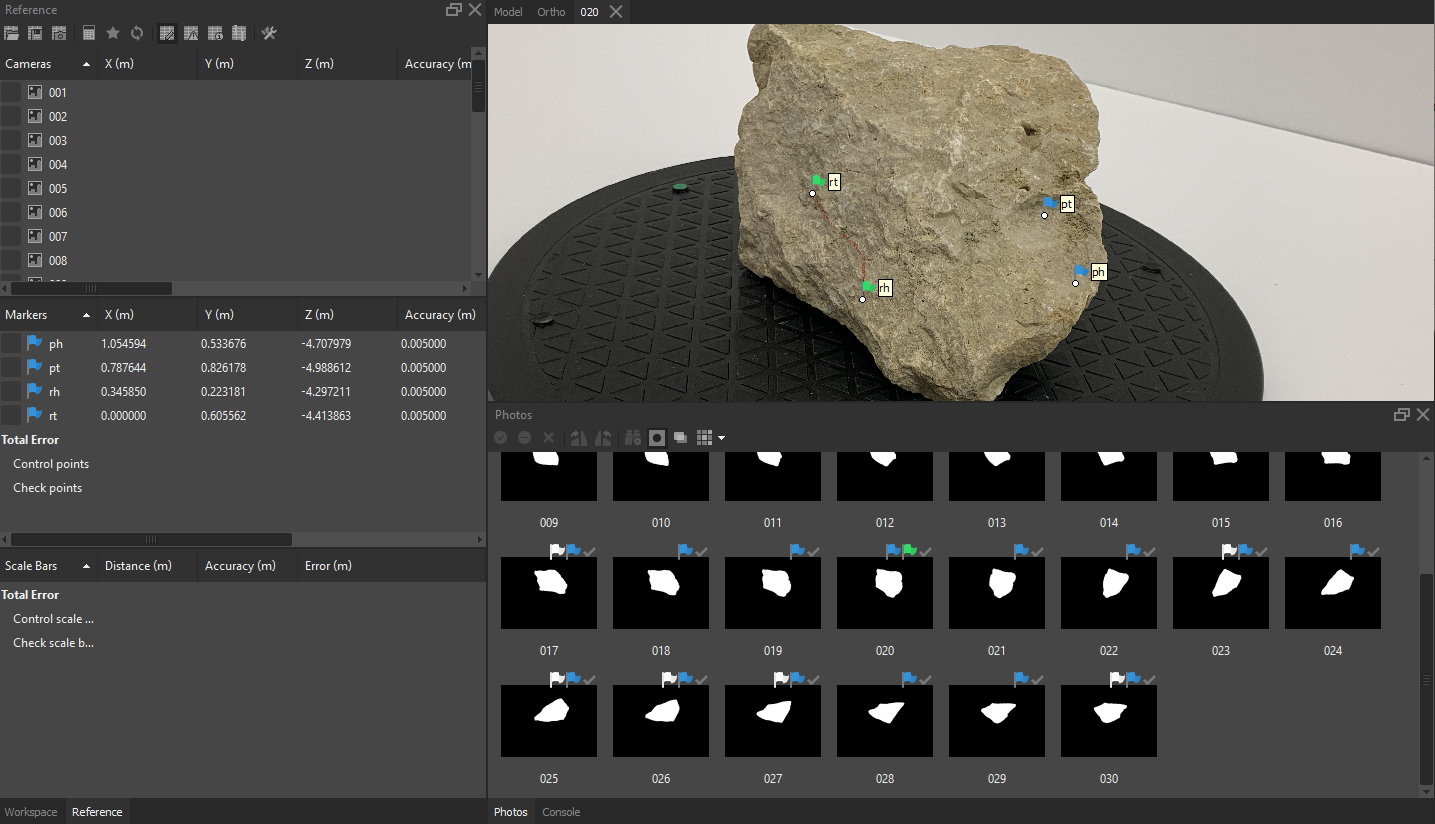 Reference
Cameras X (m) Y (m) Z (m) Accuracy (m
001
002
003
004
005
006
007
008
Markers X (m) Y (m) Z (m) Accuracy (m)
ph 1.054594 0.533676 -4.707979 0.005000
pt 0.787644 0.826178 -4.988612 0.005000
rh 0.345850 0.223181 -4.297211 0.005000
rt 0.000000 0.605562 -4.413863 0.005000
Total Error
Control points
Check points
Scale Bars Distance (m) Accuracy (m) Error (m)
Total Error
Control scale ...
Check scale b...
Workspace Reference
Model Ortho 020
rt
pt
ph
rh
Photos
009 010 011 012 013 014 015 016
017 018 019 020 021 022 023 024
025 026 027 028 029 030
Photos Console